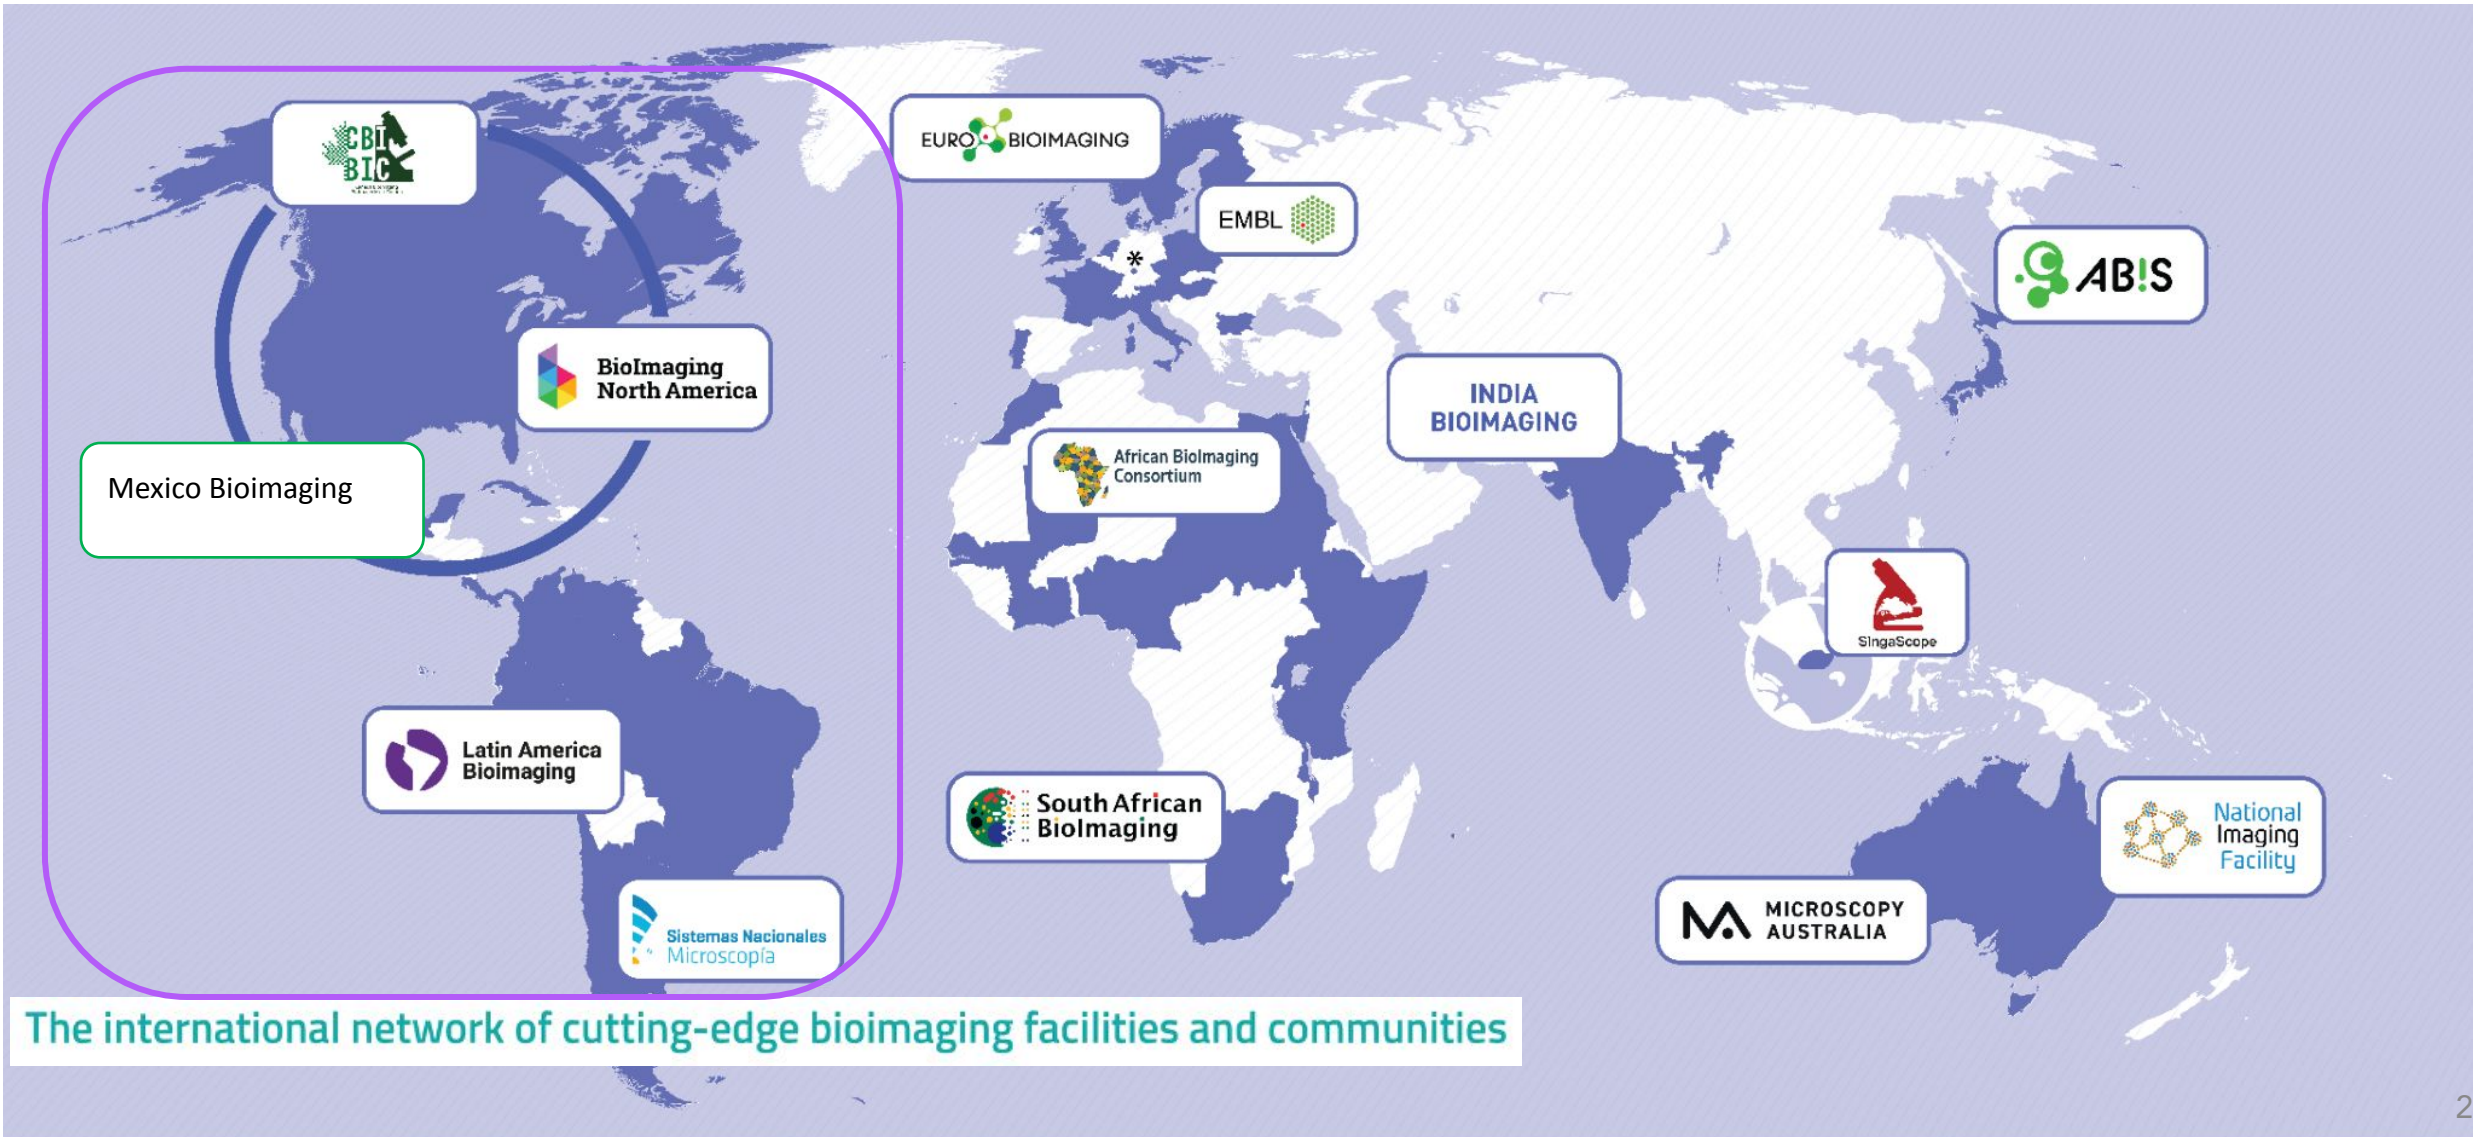 CBI
BIC
EURO BIOIMAGING
EMBL
*
AB!S
BioImaging
North America
INDIA
BIOIMAGING
Mexico Bioimaging
African BioImaging
Consortium
SingaScope
Latin America
Bioimaging
South African
BioImaging
National
Imaging
Facility
MICROSCOPY
AUSTRALIA
Sistemas Nacionales
Microscopía
The international network of cutting-edge bioimaging facilities and communities
2